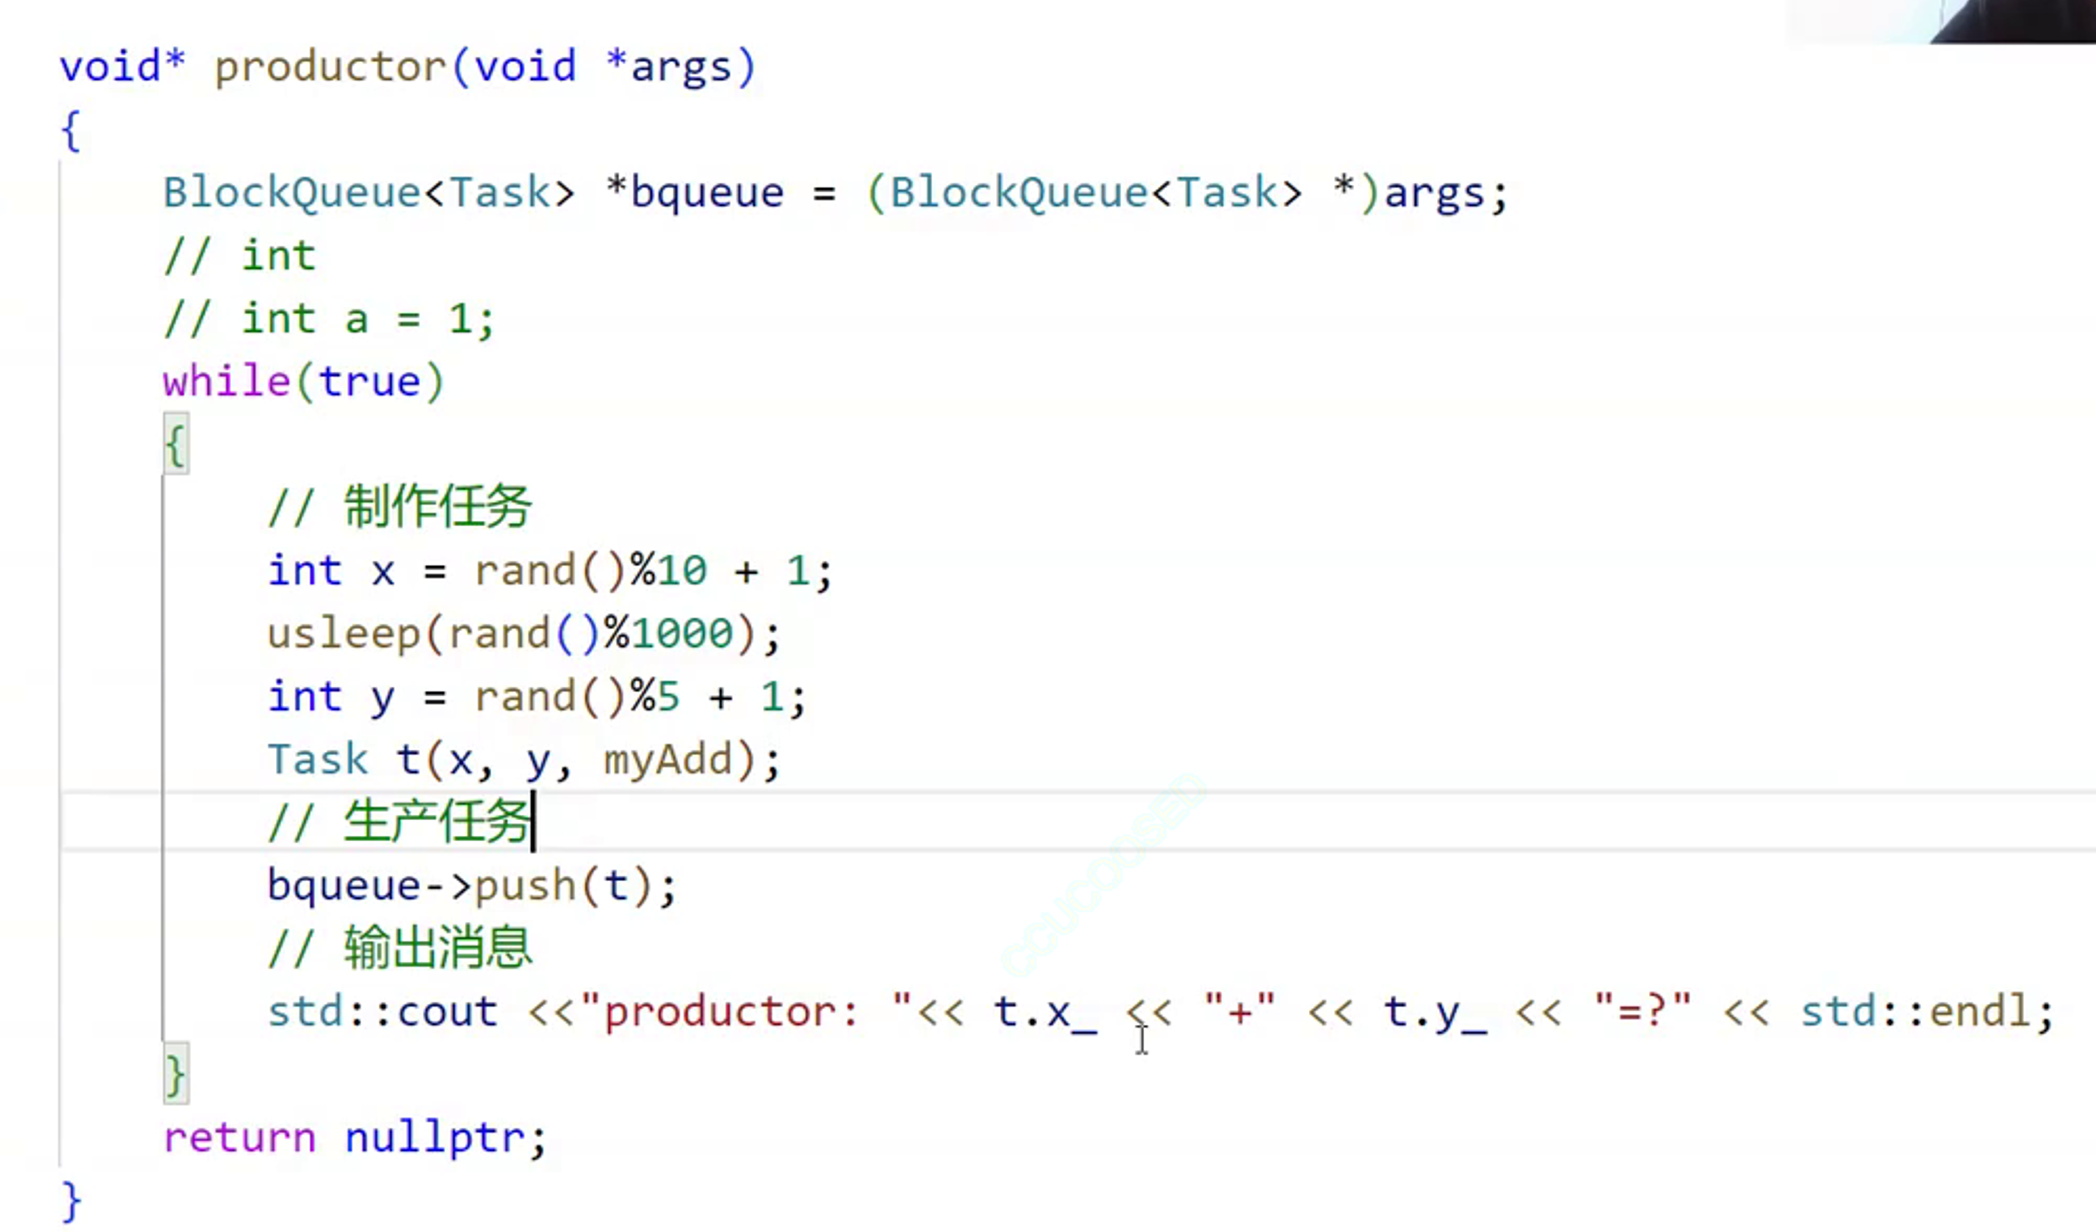 void* productor(void *args)
{
    BlockQueue<Task> *bqueue = (BlockQueue<Task> *)args;
    // int
    // int a = 1;
    while(true)
    {
        // 制作任务
        int x = rand()%10 + 1;
        usleep(rand()%1000);
        int y = rand()%5 + 1;
        Task t(x, y, myAdd);
        // 生产任务
        bqueue->push(t);
        // 输出消息
        std::cout <<"productor: "<< t.x_ << "+" << t.y_ << "=?" << std::endl;
    }
    return nullptr;
}